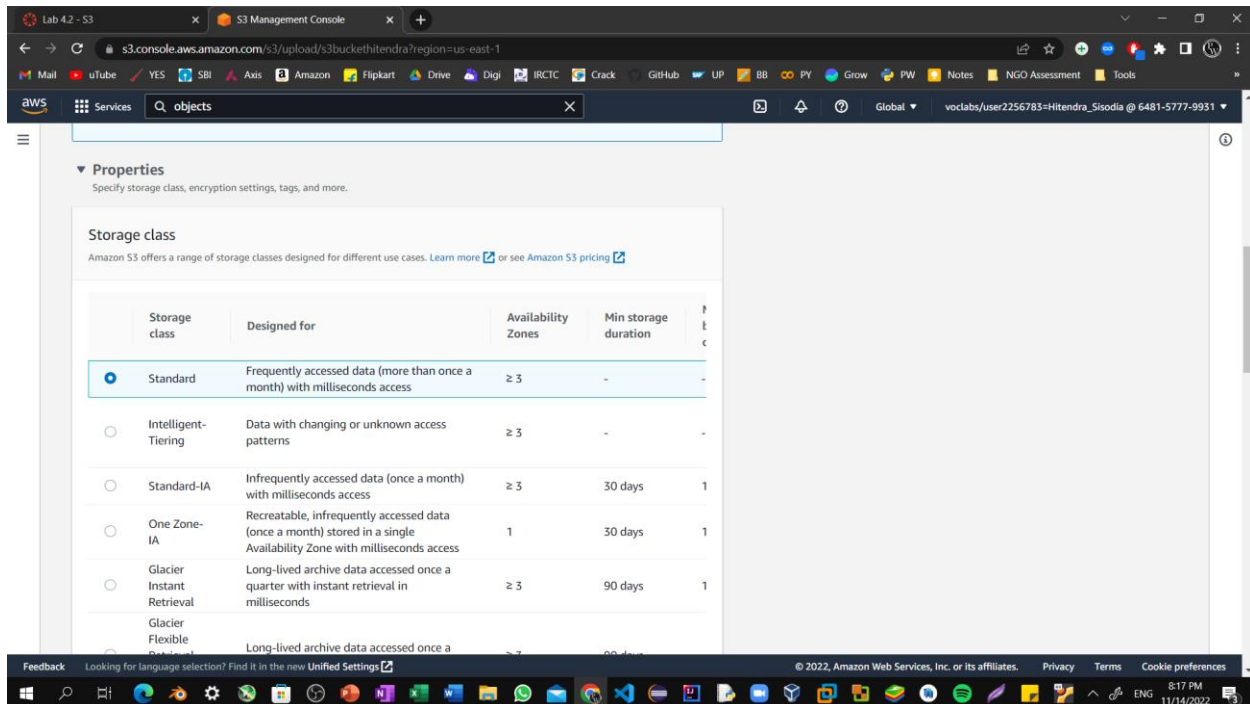 Lab 4.2 - S3
S3 Management Console
s3.console.aws.amazon.com/s3/upload/s3buckethitendra?region=us-east-1
Mail uTube YES SBI Axis Amazon Flipkart Drive Digi IRCTC Crack GitHub UP BB PY Grow PW Notes NGO Assessment Tools »
aws Services objects Global voclabs/user2256783=Hitendra_Sisodia @ 6481-5777-9931
Properties
Specify storage class, encryption settings, tags, and more.
Storage class
Amazon S3 offers a range of storage classes designed for different use cases. Learn more or see Amazon S3 pricing
Storage class Designed for Availability Zones Min storage duration
Standard Frequently accessed data (more than once a
month) with milliseconds access ≥ 3 - -
Intelligent-
Tiering Data with changing or unknown access
patterns ≥ 3 - -
Standard-IA Infrequently accessed data (once a month)
with milliseconds access ≥ 3 30 days 1
One Zone-
IA Recreatable, infrequently accessed data
(once a month) stored in a single
Availability Zone with milliseconds access 1 30 days 1
Glacier
Instant
Retrieval Long-lived archive data accessed once a
quarter with instant retrieval in
milliseconds ≥ 3 90 days 1
Glacier
Flexible
Long-lived archive data accessed once a
Feedback Looking for language selection? Find it in the new Unified Settings © 2022, Amazon Web Services, Inc. or its affiliates. Privacy Terms Cookie preferences
ENG 8:17 PM
11/14/2022